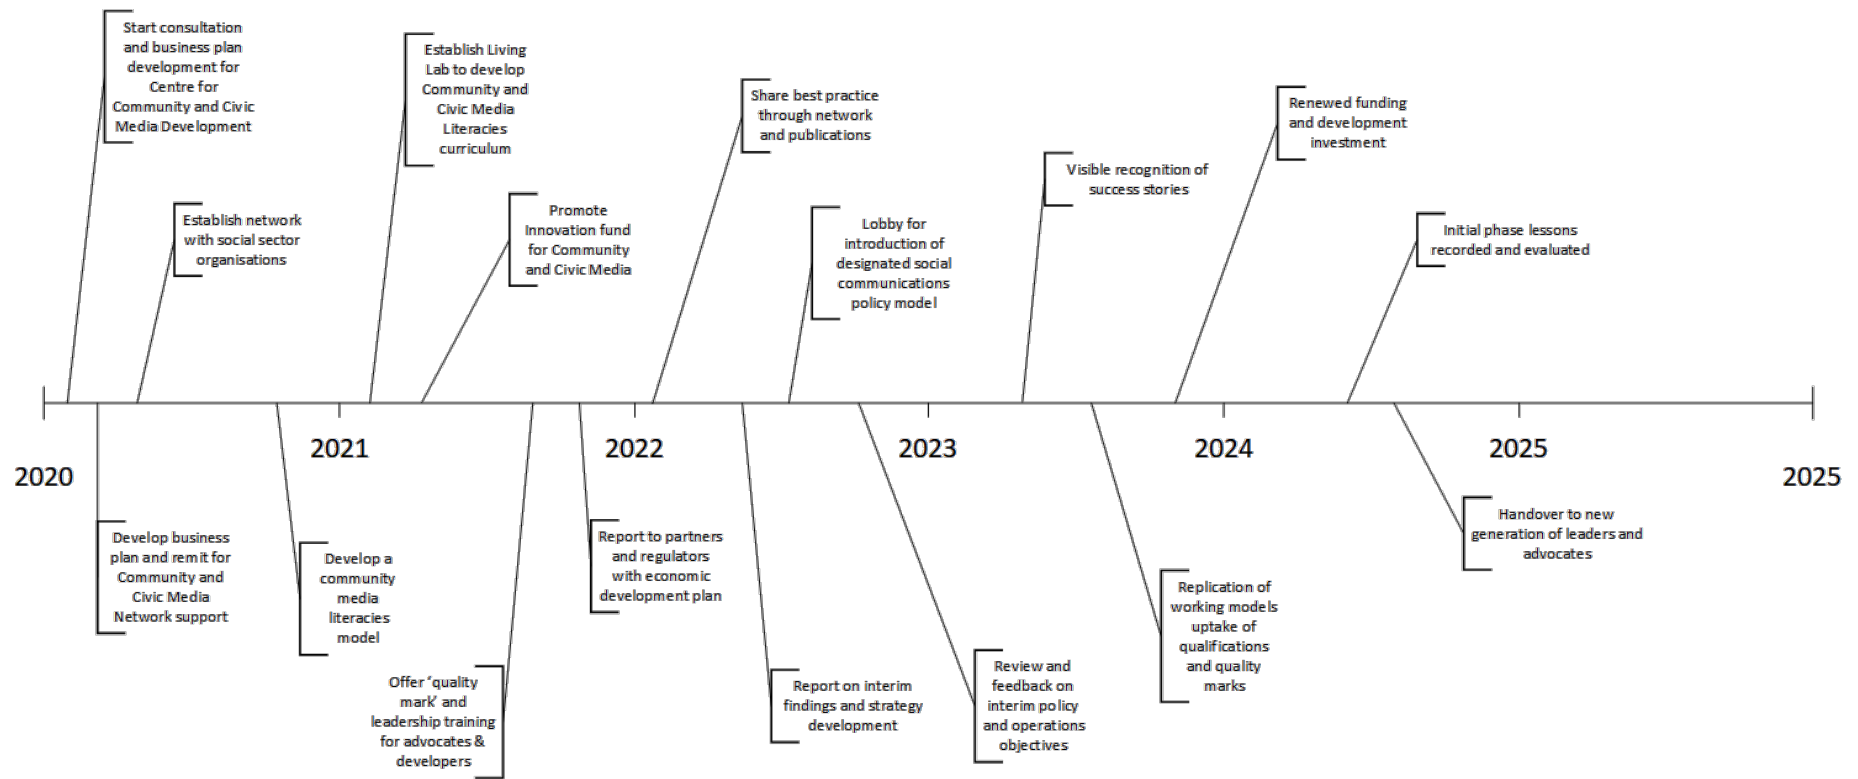 Start consultation
and business plan
development for
Centre for
Community and Civic
Media Development
Establish network
with social sector
organisations
Establish Living
Lab to develop
Community and
Civic Media
Literacies
curriculum
Promote
Innovation fund
for Community
and Civic Media
Share best practice
through network
and publications
Lobby for
introduction of
designated social
communications
policy model
Visible recognition of
success stories
Renewed funding
and development
investment
Initial phase lessons
recorded and evaluated
2020
2021
2022
2023
2024
2025
2025
Develop business
plan and remit for
Community and
Civic Media
Network support
Develop a
community
media
literacies
model
Offer ‘quality
mark’ and
leadership training
for advocates &
developers
Report to partners
and regulators
with economic
development plan
Report on interim
findings and strategy
development
Review and
feedback on
interim policy
and operations
objectives
Replication of
working models
uptake of
qualifications
and quality
marks
Handover to new
generation of leaders and
advocates